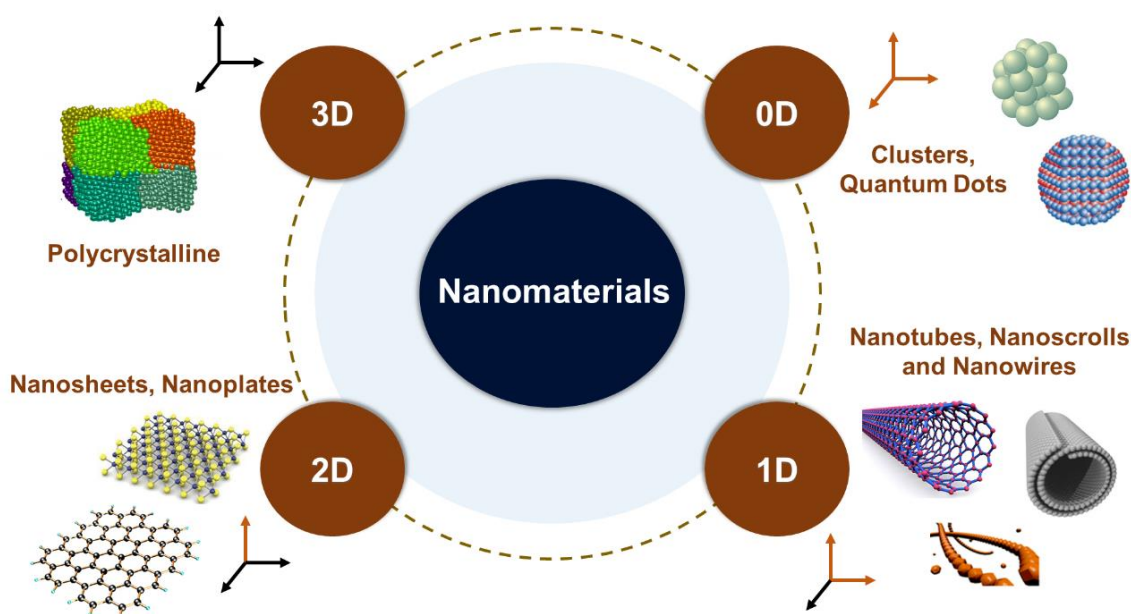 3D
0D
Clusters,
Quantum Dots
Polycrystalline
Nanomaterials
Nanotubes, Nanoscrolls
and Nanowires
Nanosheets, Nanoplates
2D
1D